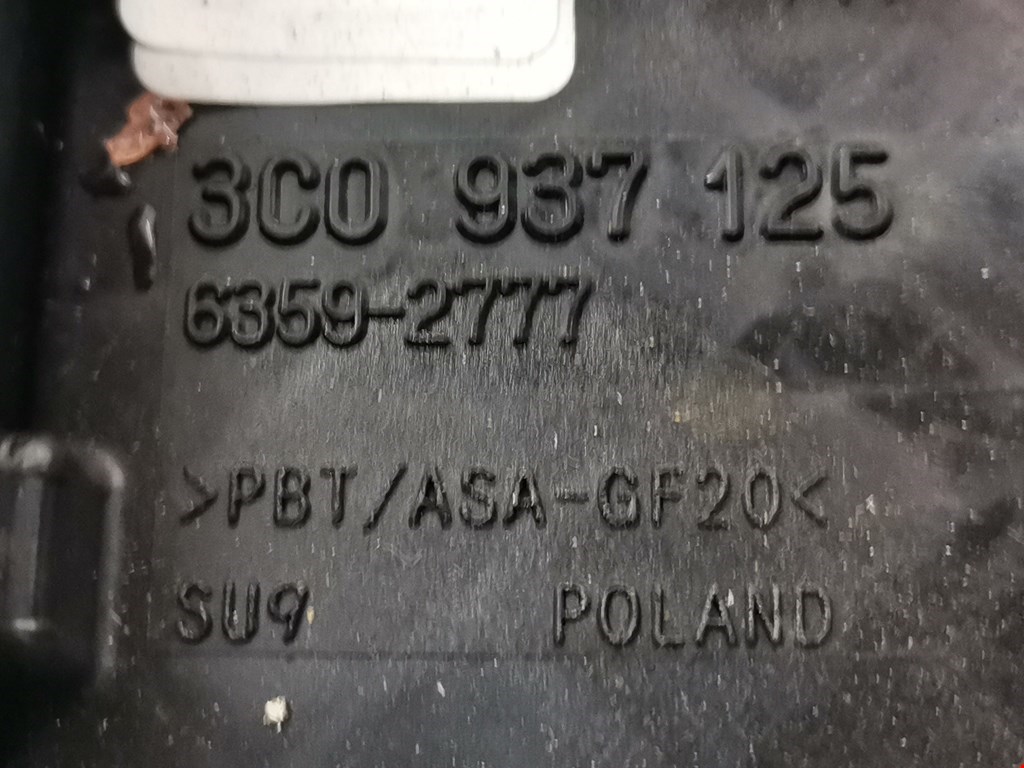 3C0 937 125
6359-2777
>PBT/ASA-GF20<
SU9 POLAND